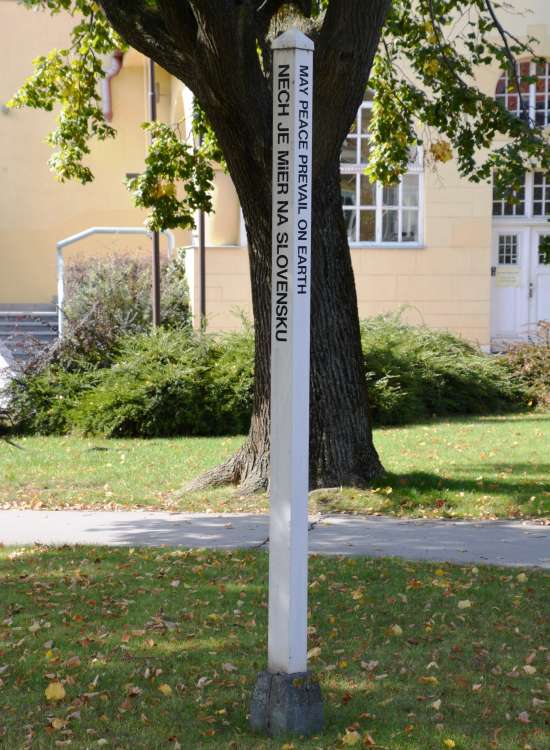 NECH JE MiER NA SLOVENSKU
MAY PEACE PREVAIL ON EARTH